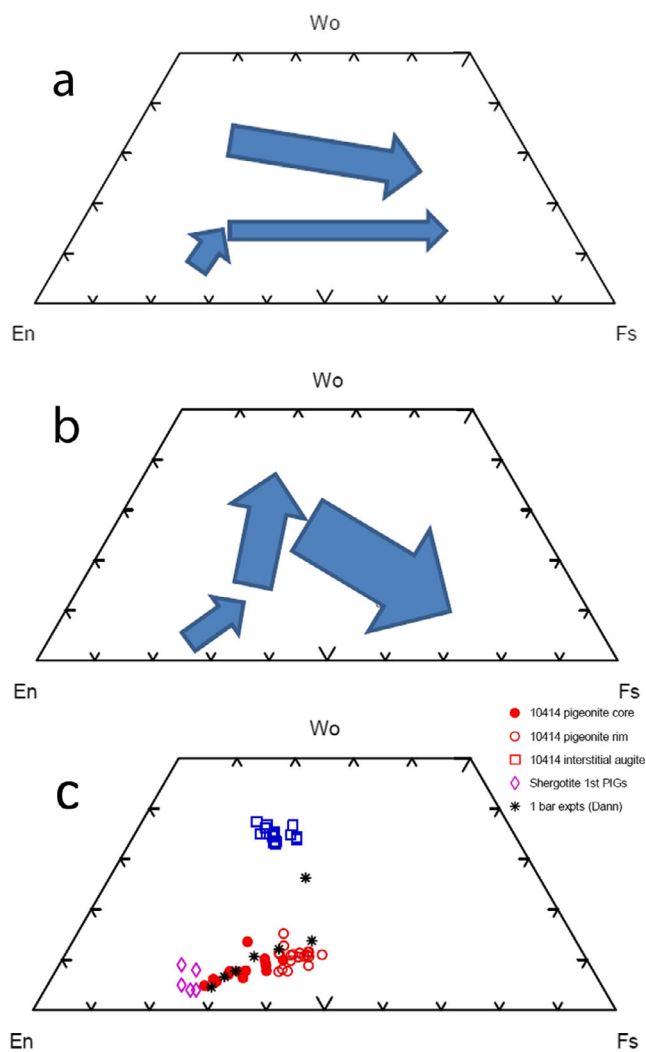 Wo
a
En
Fs
Wo
b
En
Fs
Wo
10414 pigeonite core
10414 pigeonite rim
10414 interstitial augite
Shergotite 1st PIGs
1 bar expts (Dann)
c
En
Fs